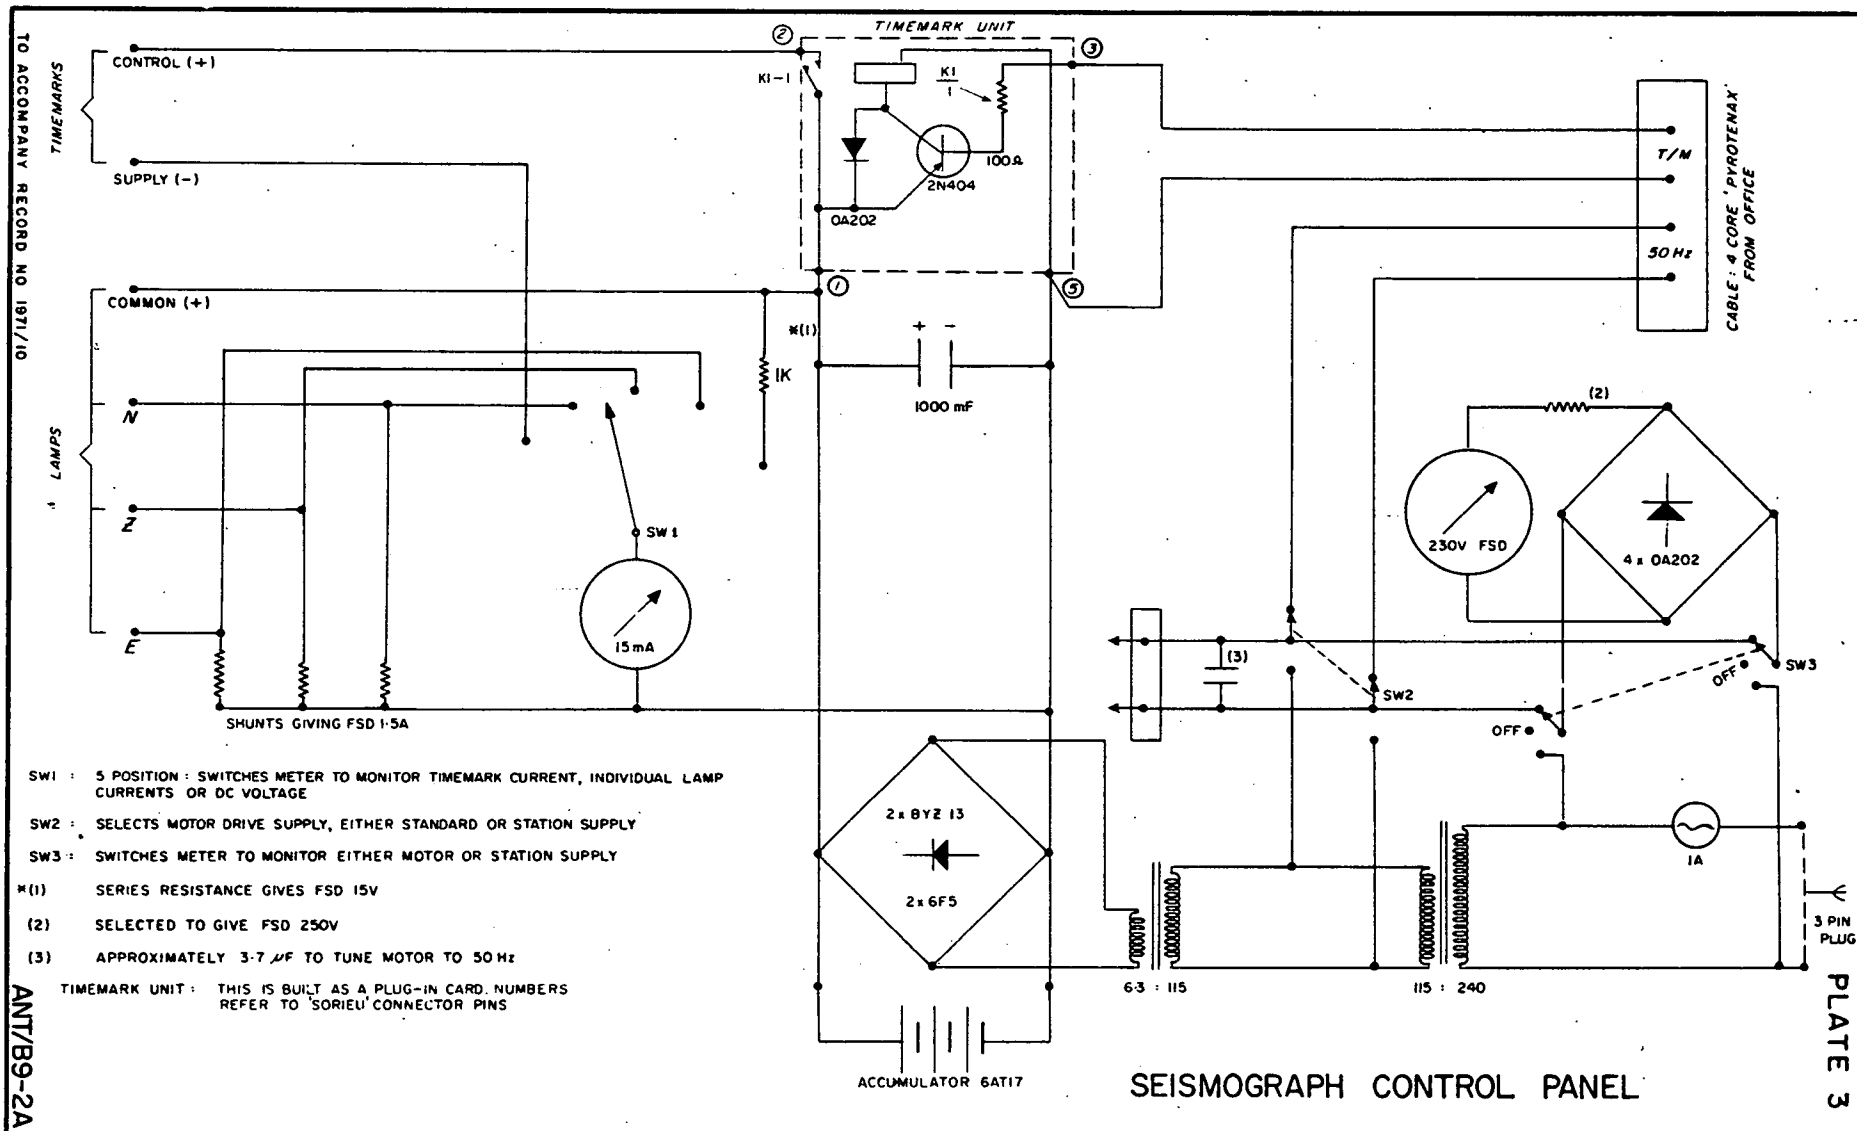 TO ACCOMPANY RECORD NO 1971/10
TIMEMARKS
CONTROL (+)
SUPPLY (-)
LAMPS
COMMON (+)
N
Z
E
TIMEMARK UNIT
2
3
K1-1
K1
1
100Ω
2N404
OA202
1
5
*(1)
1K
+ -
1000 mF
T/M
50 Hz
CABLE: 4 CORE 'PYROTENAX'
FROM OFFICE
(2)
230V FSD
4 x OA202
SW 1
15mA
SHUNTS GIVING FSD 1·5A
(3)
SW2
OFF
SW3
OFF
2 x BYZ 13
2 x 6F5
1A
3 PIN
PLUG
6·3 : 115
115 : 240
ACCUMULATOR 6AT17
SW1 : 5 POSITION : SWITCHES METER TO MONITOR TIMEMARK CURRENT, INDIVIDUAL LAMP
CURRENTS OR DC VOLTAGE
SW2 : SELECTS MOTOR DRIVE SUPPLY, EITHER STANDARD OR STATION SUPPLY
SW3 : SWITCHES METER TO MONITOR EITHER MOTOR OR STATION SUPPLY
*(1) SERIES RESISTANCE GIVES FSD 15V
(2) SELECTED TO GIVE FSD 250V
(3) APPROXIMATELY 3·7 μF TO TUNE MOTOR TO 50 Hz
TIMEMARK UNIT : THIS IS BUILT AS A PLUG-IN CARD. NUMBERS
REFER TO 'SORIEU' CONNECTOR PINS
SEISMOGRAPH CONTROL PANEL
PLATE 3
ANT/B9-2A